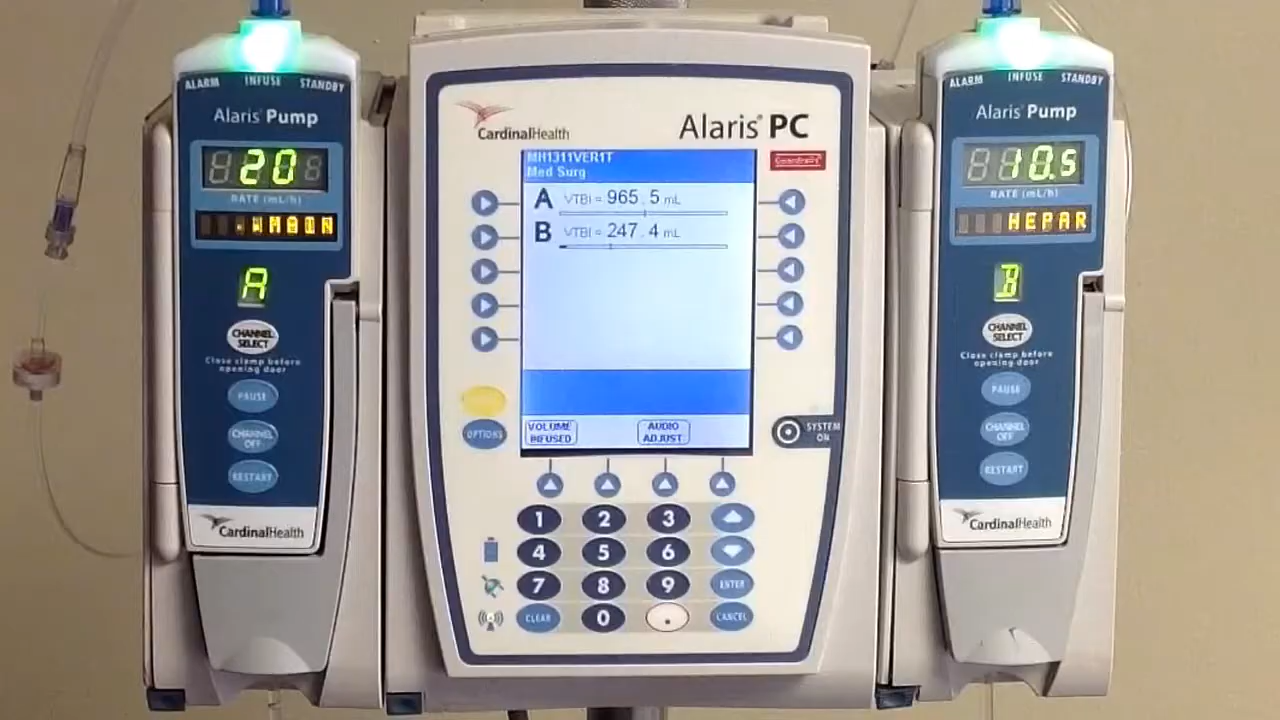 ALARM INFUSE STANDBY
Alaris® Pump
20
RATE (mL/h)
A
CHANNEL
SELECT
Close clamp before
opening door
PAUSE
CHANNEL
OFF
RESTART
CardinalHealth
CardinalHealth
Alaris® PC
Guardrails
MH1311VER1T
Med Surg
A VTBI = 965.5 mL
B VTBI = 247.4 mL
VOLUME
INFUSED
AUDIO
ADJUST
OPTIONS
SYSTEM
ON
1 2 3
4 5 6
7 8 9 ENTER
CLEAR 0 . CANCEL
ALARM INFUSE STANDBY
Alaris® Pump
10.5
RATE (mL/h)
HEPAR
B
CHANNEL
SELECT
Close clamp before
opening door
PAUSE
CHANNEL
OFF
RESTART
CardinalHealth